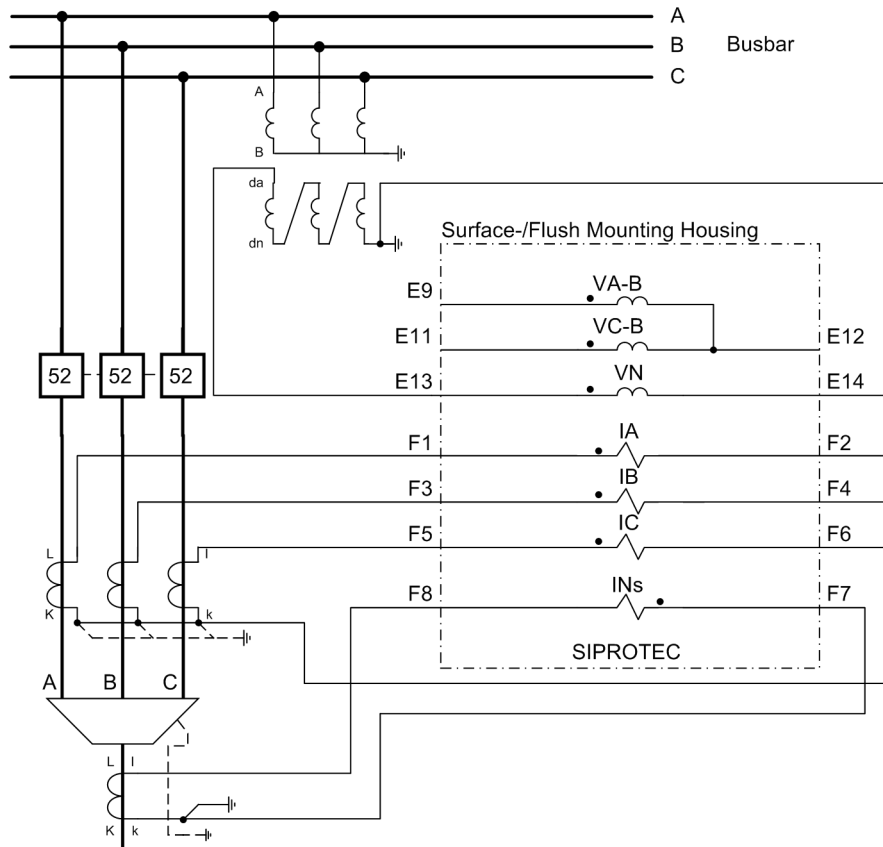 A
B Busbar
C
A
B
da
dn
Surface-/Flush Mounting Housing
E9 VA-B
E11 VC-B E12
52 52 52
E13 VN E14
F1 IA F2
F3 IB F4
F5 IC F6
L l
K k
F8 INs F7
SIPROTEC
A B C
L l
K k